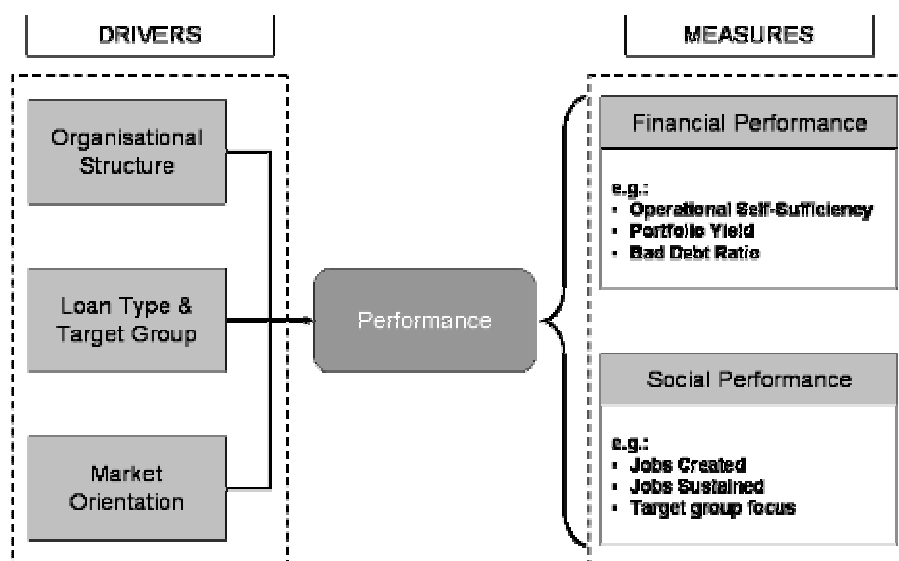 DRIVERS
MEASURES
Organisational
Structure
Loan Type &
Target Group
Market
Orientation
Performance
Financial Performance
e.g.:
▪ Operational Self-Sufficiency
▪ Portfolio Yield
▪ Bad Debt Ratio
Social Performance
e.g.:
▪ Jobs Created
▪ Jobs Sustained
▪ Target group focus